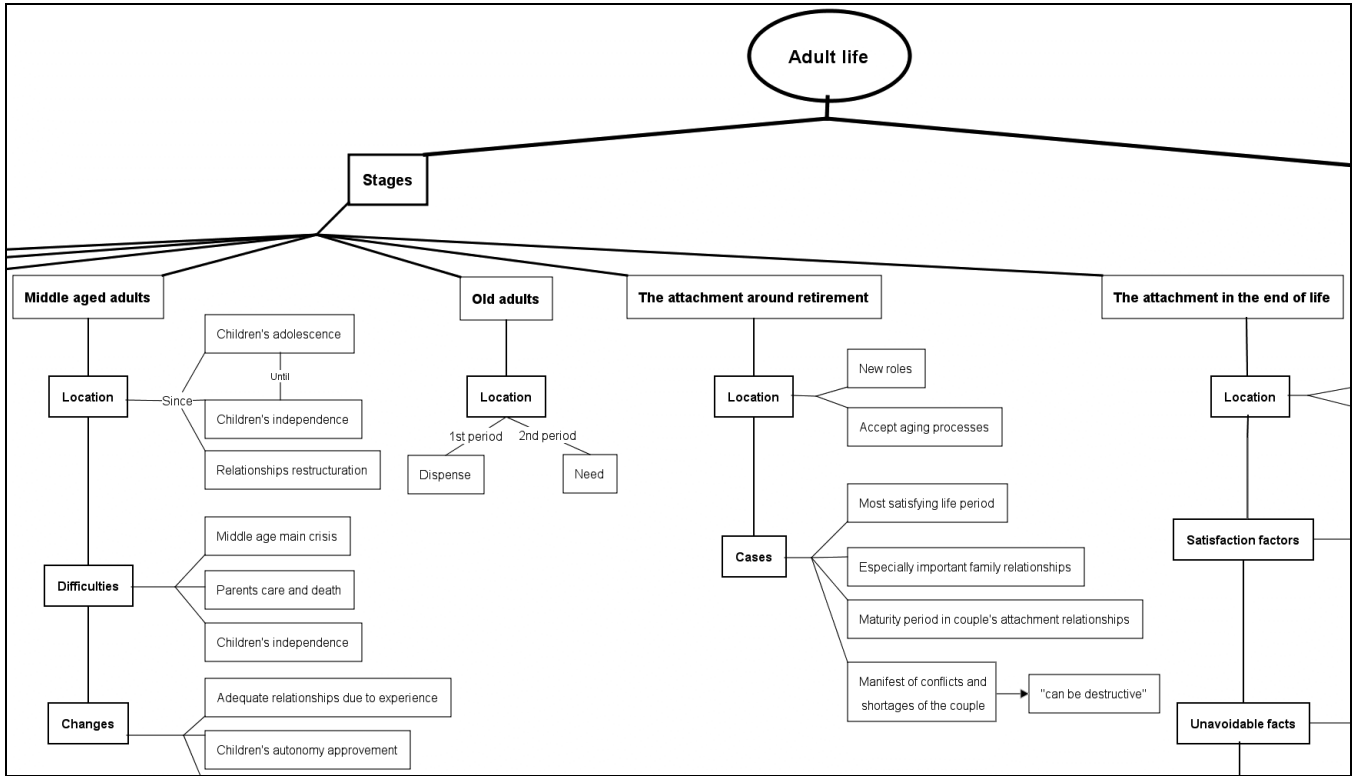 Adult life
Stages
Middle aged adults
Old adults
The attachment around retirement
The attachment in the end of life
Location
Since
Children's adolescence
Until
Children's independence
Relationships restructuration
Difficulties
Middle age main crisis
Parents care and death
Children's independence
Changes
Adequate relationships due to experience
Children's autonomy approvement
Location
1st period
2nd period
Dispense
Need
Location
New roles
Accept aging processes
Cases
Most satisfying life period
Especially important family relationships
Maturity period in couple's attachment relationships
Manifest of conflicts and
shortages of the couple
"can be destructive"
Location
Satisfaction factors
Unavoidable facts